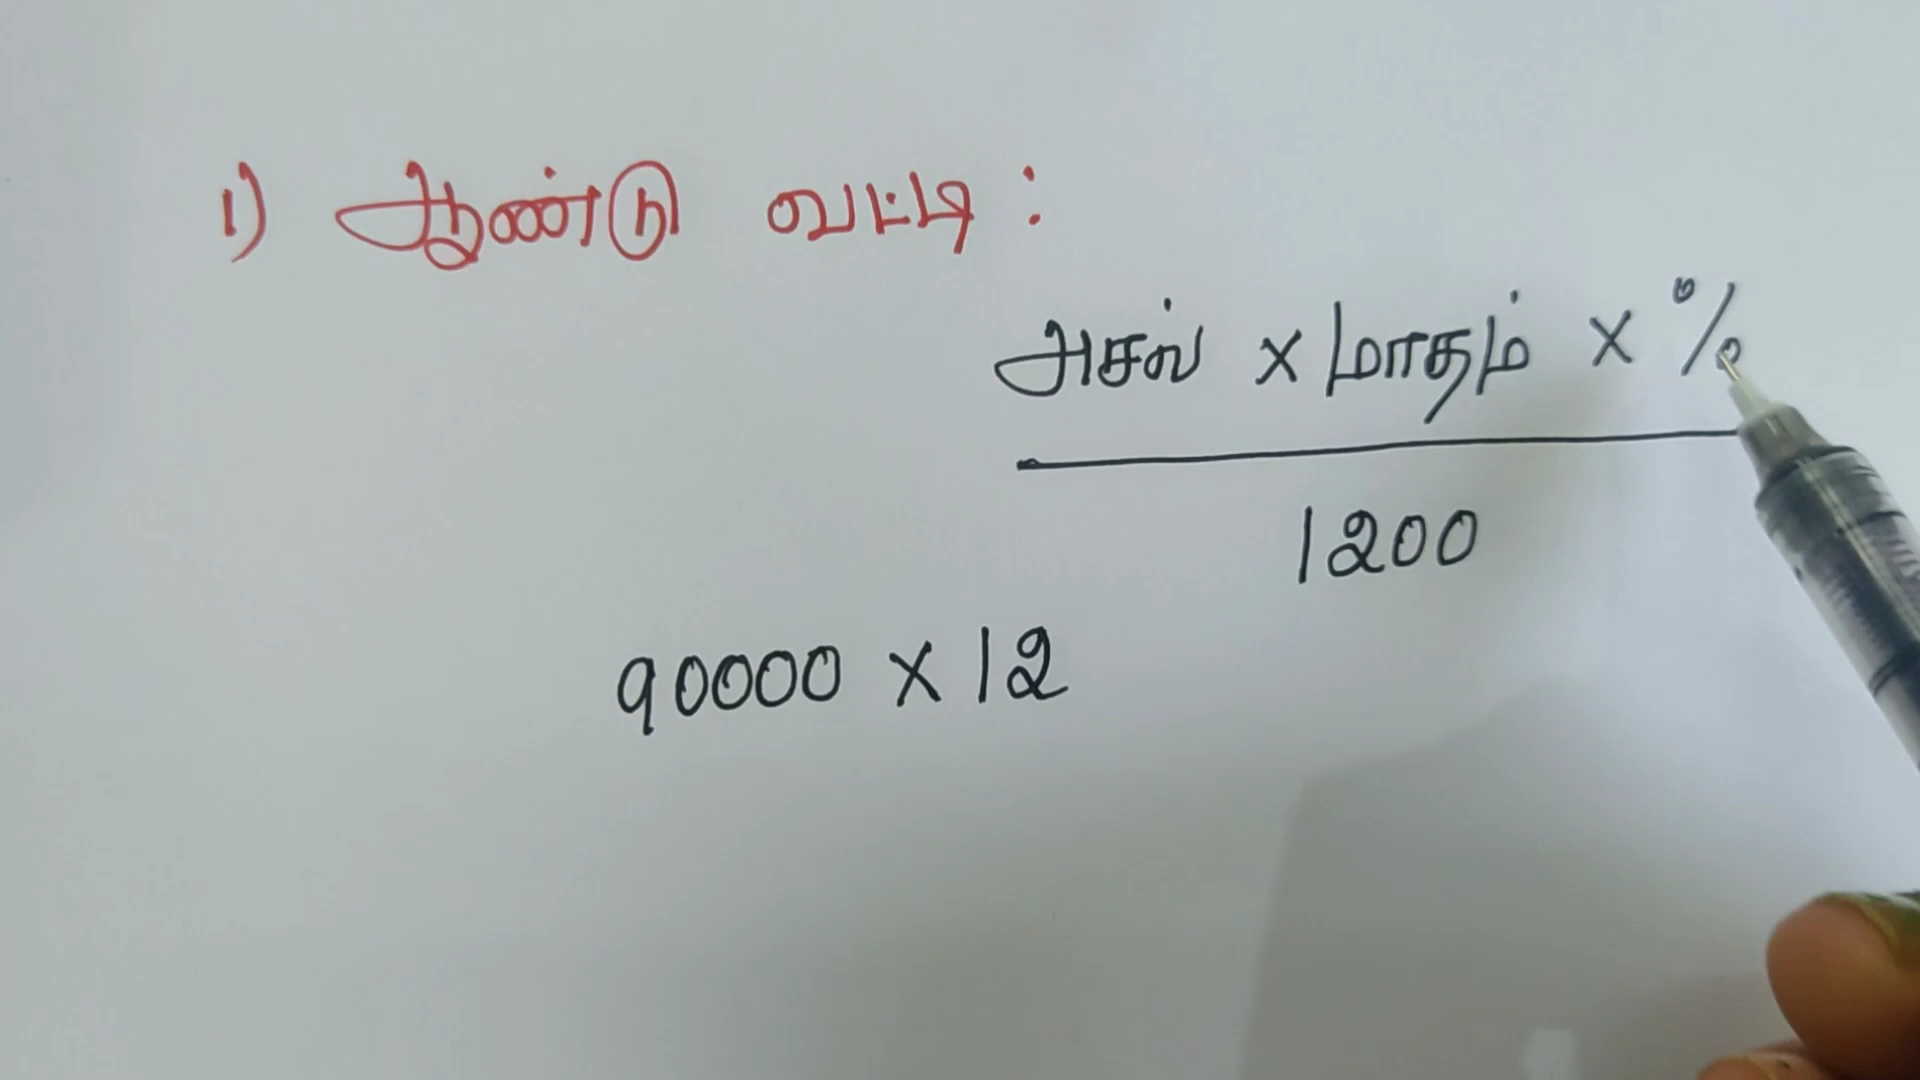 1) ஆண்டு வட்டி :
அசல் x மாதம் x %
1200
90000 x 12